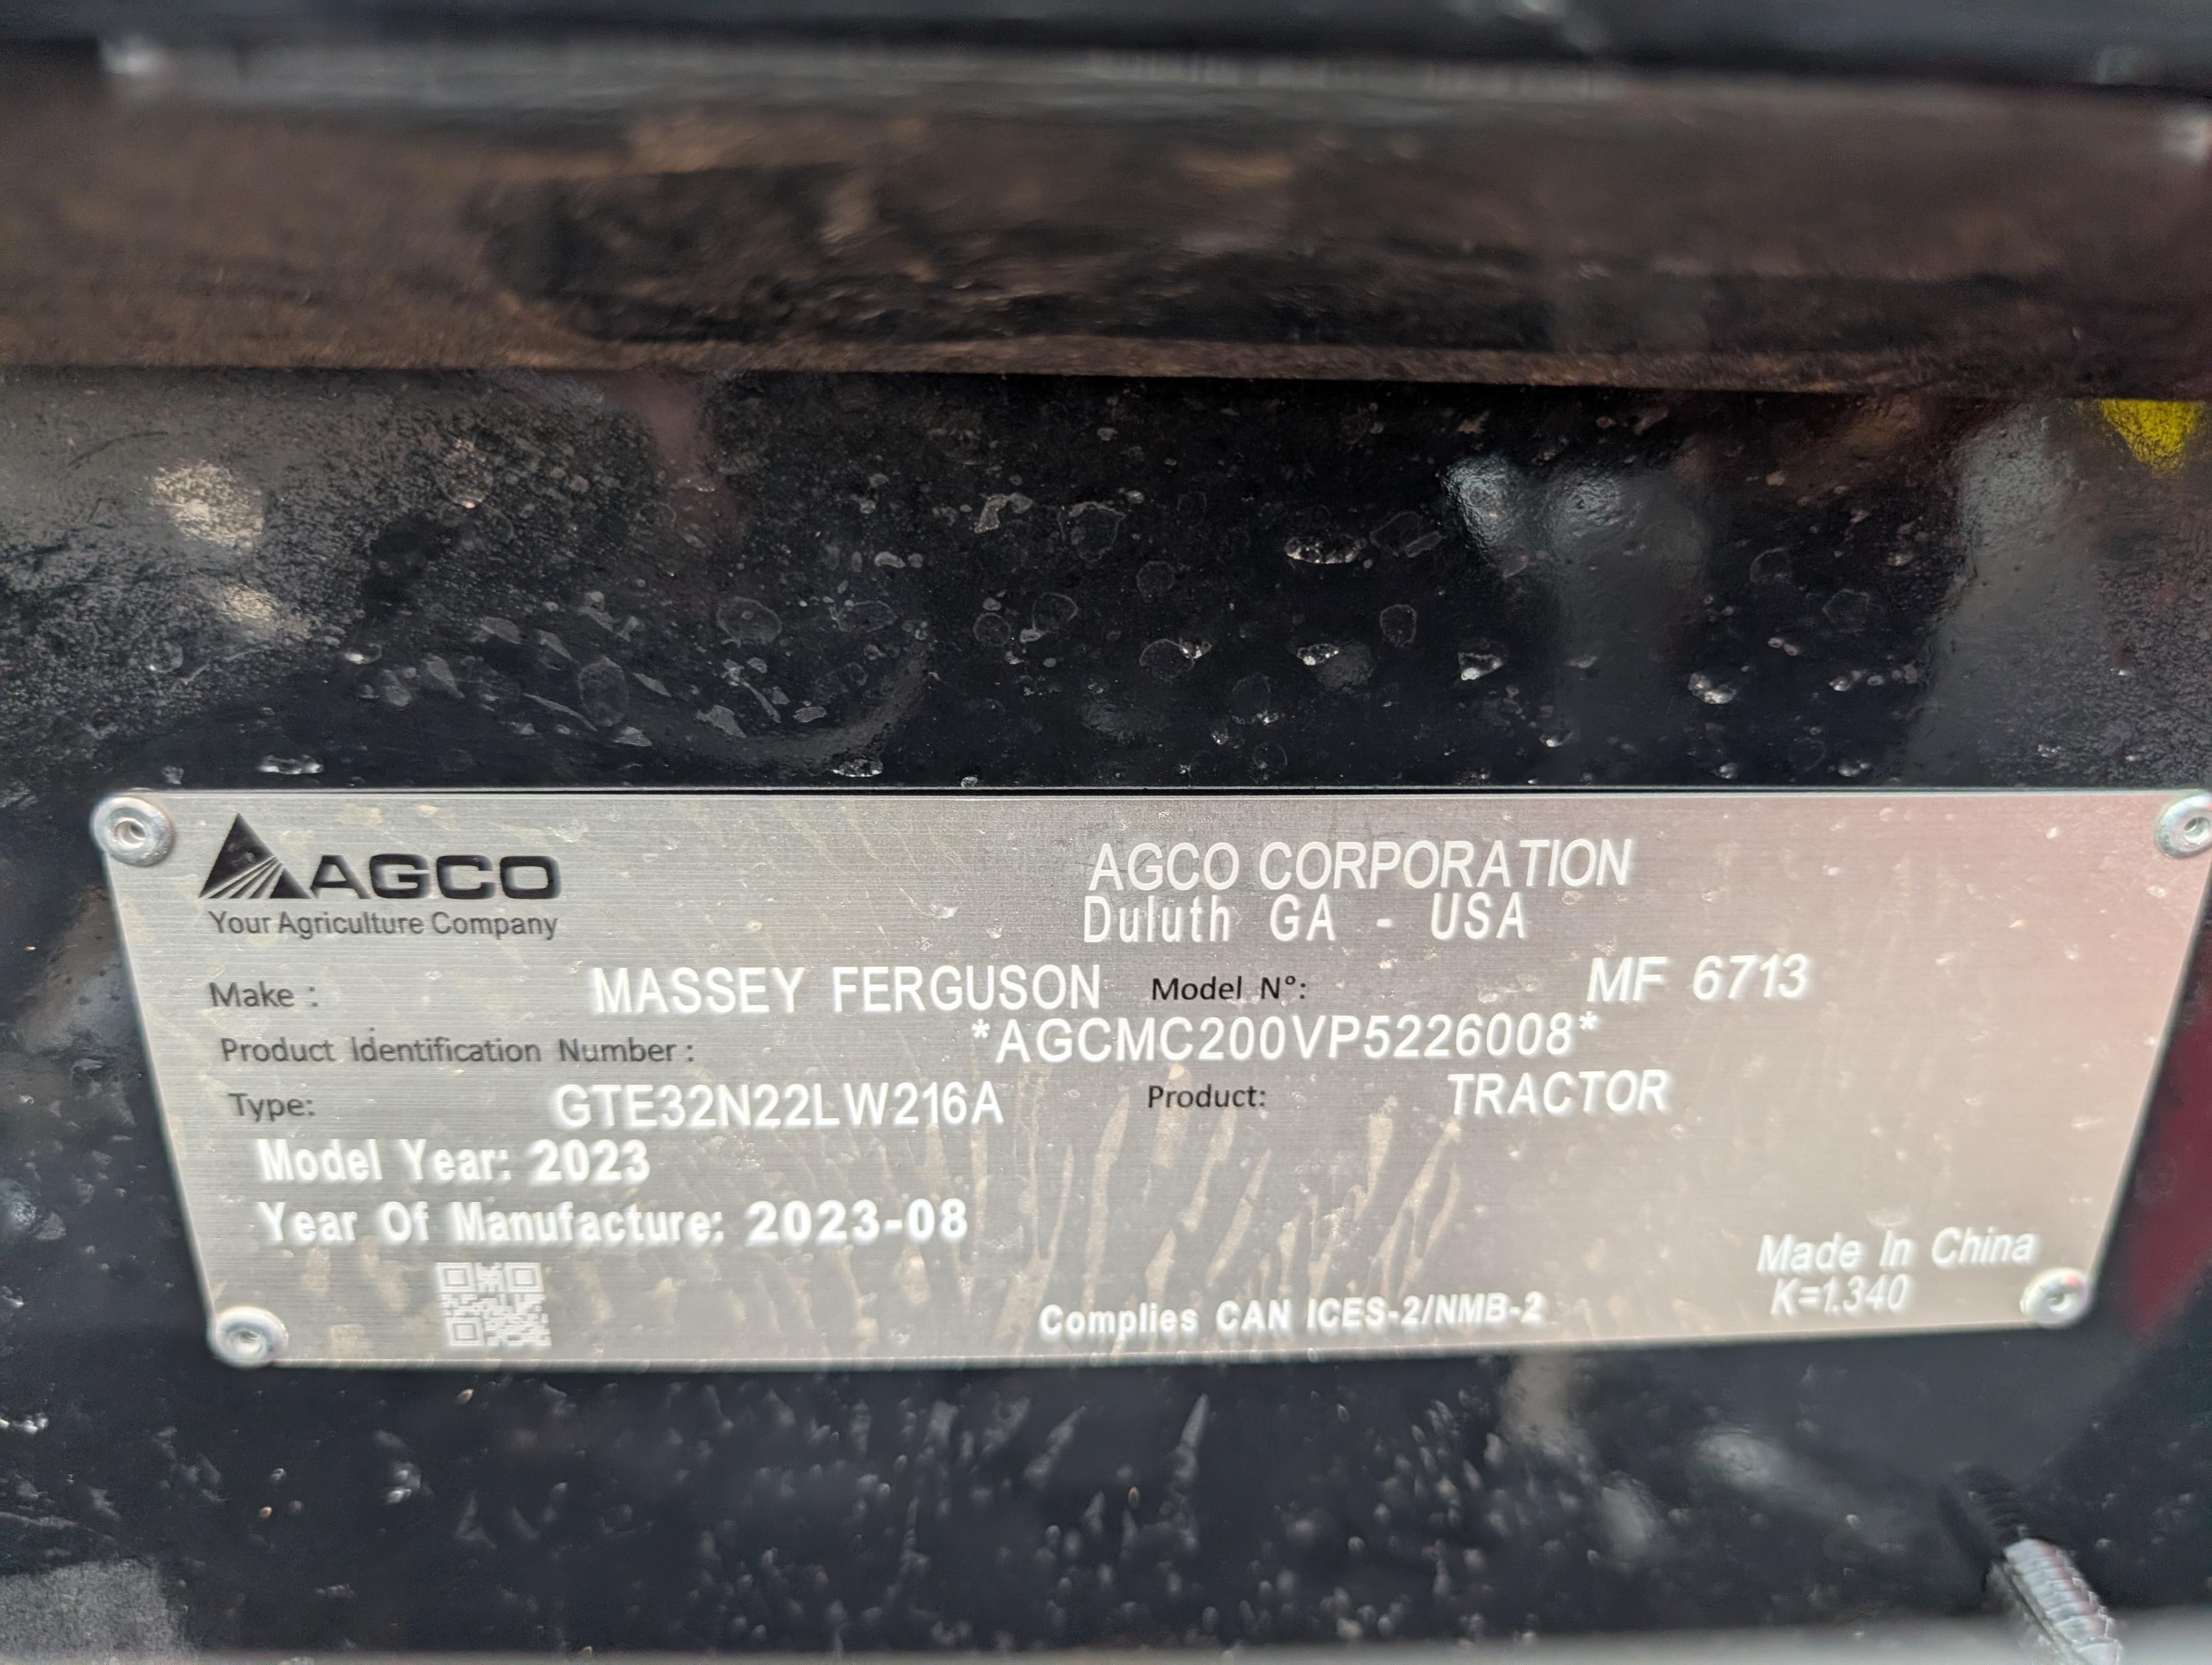 AGCO
Your Agriculture Company
AGCO CORPORATION
Duluth GA - USA
Make : MASSEY FERGUSON Model N°: MF 6713
Product Identification Number : *AGCMC200VP5226008*
Type: GTE32N22LW216A Product: TRACTOR
Model Year: 2023
Year Of Manufacture: 2023-08
Made In China
K=1.340
Complies CAN ICES-2/NMB-2